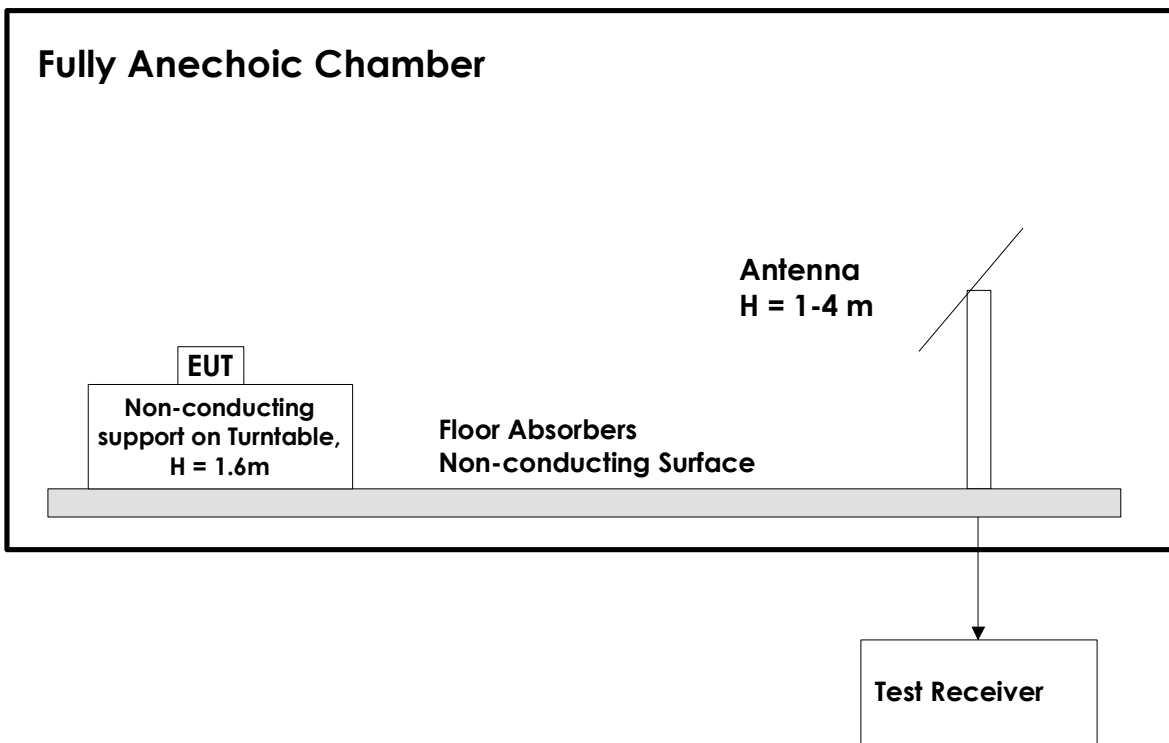 Fully Anechoic Chamber
Antenna
H = 1-4 m
EUT
Non-conducting
support on Turntable,
H = 1.6m
Floor Absorbers
Non-conducting Surface
Test Receiver